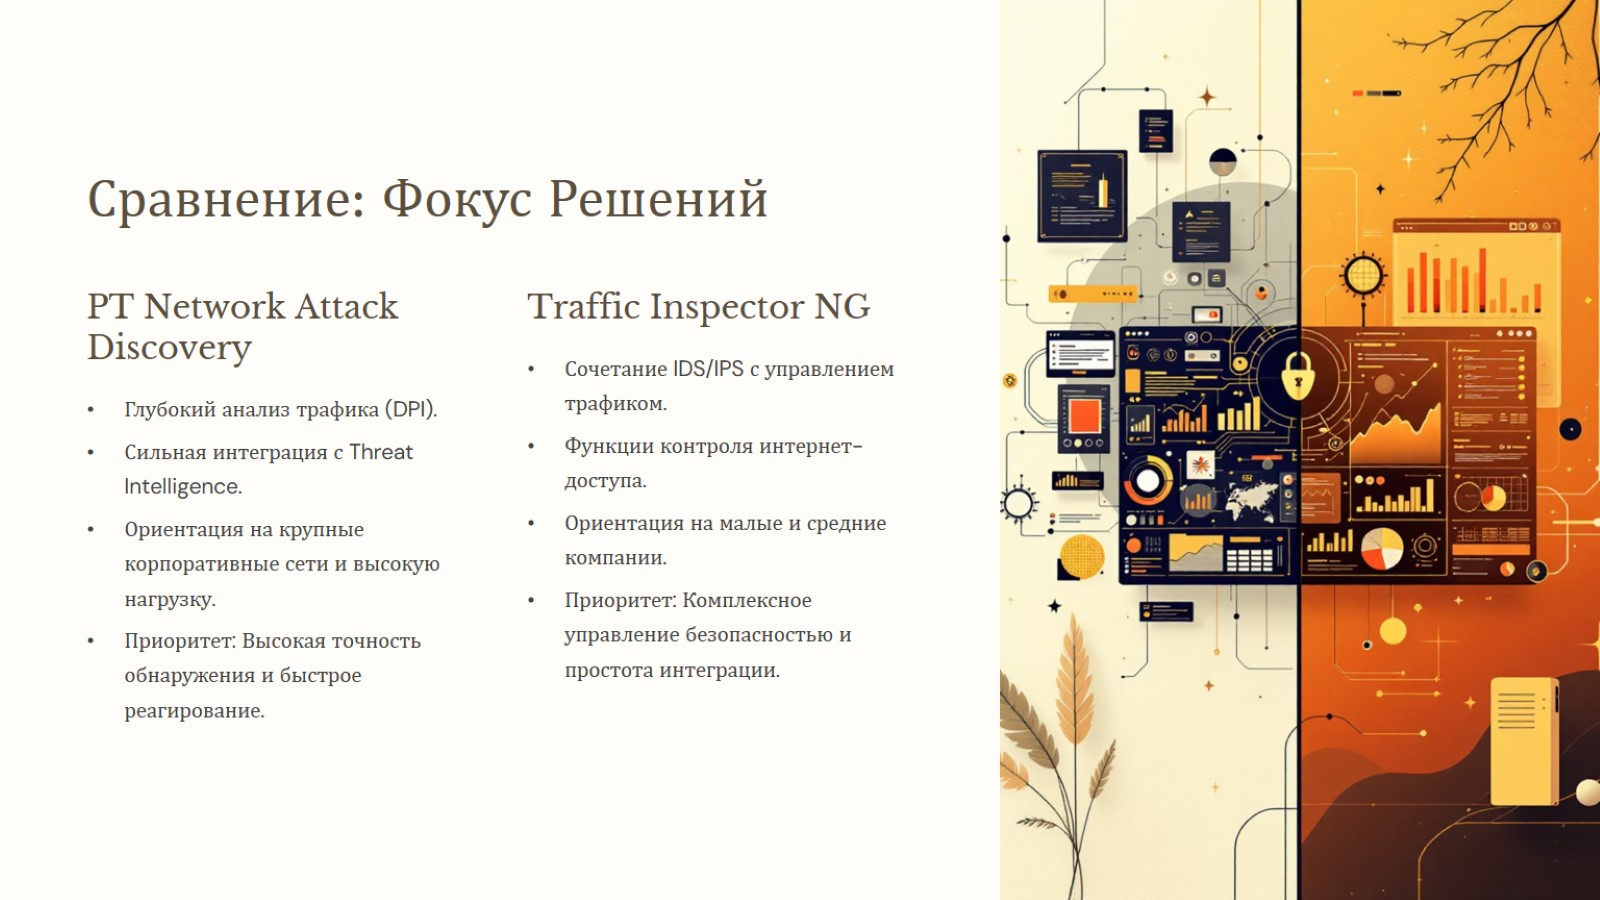 Сравнение: Фокус Решений
PT Network Attack
Discovery
• Глубокий анализ трафика (DPI).
• Сильная интеграция с Threat
Intelligence.
• Ориентация на крупные
корпоративные сети и высокую
нагрузку.
• Приоритет: Высокая точность
обнаружения и быстрое
реагирование.
Traffic Inspector NG
• Сочетание IDS/IPS с управлением
трафиком.
• Функции контроля интернет-
доступа.
• Ориентация на малые и средние
компании.
• Приоритет: Комплексное
управление безопасностью и
простота интеграции.